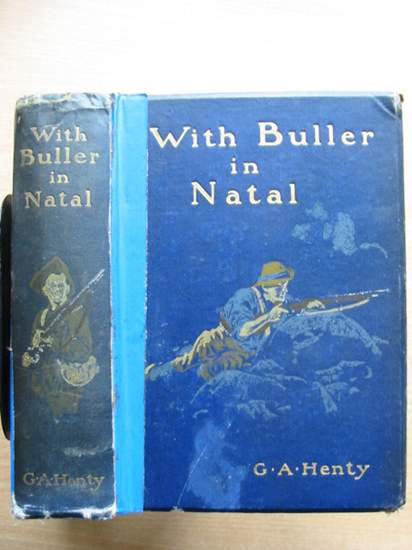 With
Buller
in
Natal
G.A.Henty
With Buller
in
Natal
G·A·Henty